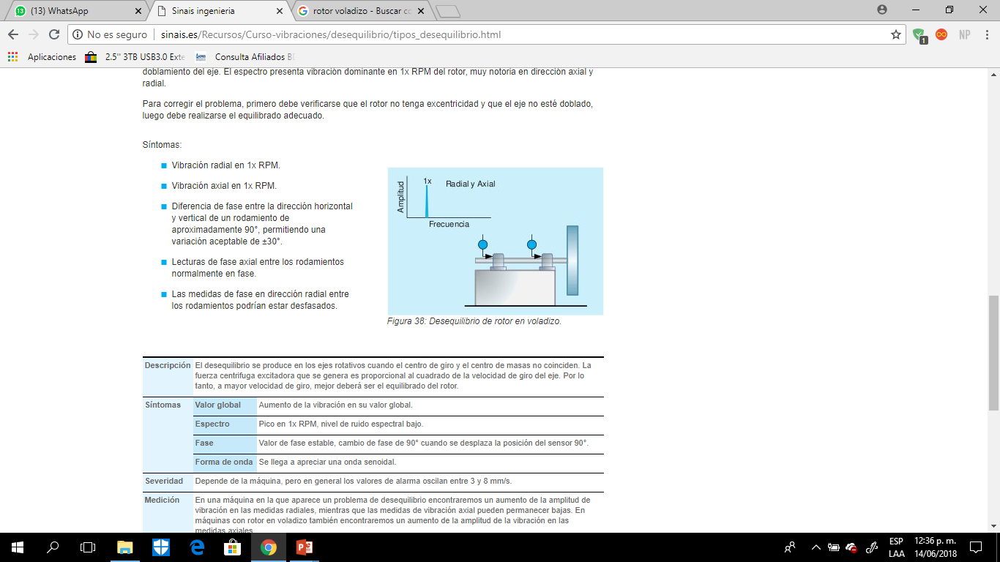 13
(13) WhatsApp
Sinais ingenieria
rotor voladizo - Buscar co
No es seguro
sinais.es/Recursos/Curso-vibraciones/desequilibrio/tipos_desequilibrio.html
1
NP
Aplicaciones
2.5" 3TB USB3.0 Exte
Consulta Afiliados BD
doblamiento del eje. El espectro presenta vibración dominante en 1x RPM del rotor, muy notoria en dirección axial y
radial.
Para corregir el problema, primero debe verificarse que el rotor no tenga excentricidad y que el eje no esté doblado,
luego debe realizarse el equilibrado adecuado.
Síntomas:
Vibración radial en 1x RPM.
Vibración axial en 1x RPM.
Diferencia de fase entre la dirección horizontal
y vertical de un rodamiento de
aproximadamente 90°, permitiendo una
variación aceptable de ±30°.
Lecturas de fase axial entre los rodamientos
normalmente en fase.
Las medidas de fase en dirección radial entre
los rodamientos podrían estar desfasados.
1x
Radial y Axial
Amplitud
Frecuencia
Figura 38: Desequilibrio de rotor en voladizo.
Descripción
El desequilibrio se produce en los ejes rotativos cuando el centro de giro y el centro de masas no coinciden. La
fuerza centrifuga excitadora que se genera es proporcional al cuadrado de la velocidad de giro del eje. Por lo
tanto, a mayor velocidad de giro, mejor deberá ser el equilibrado del rotor.
Síntomas
Valor global
Aumento de la vibración en su valor global.
Espectro
Pico en 1x RPM, nivel de ruido espectral bajo.
Fase
Valor de fase estable, cambio de fase de 90° cuando se desplaza la posición del sensor 90°.
Forma de onda
Se llega a apreciar una onda senoidal.
Severidad
Depende de la máquina, pero en general los valores de alarma oscilan entre 3 y 8 mm/s.
Medición
En una máquina en la que aparece un problema de desequilibrio encontraremos un aumento de la amplitud de
vibración en las medidas radiales, mientras que las medidas de vibración axial pueden permanecer bajas. En
máquinas con rotor en voladizo también encontraremos un aumento de la amplitud de la vibración en las
medidas axiales.
ESP
LAA
12:36 p. m.
14/06/2018